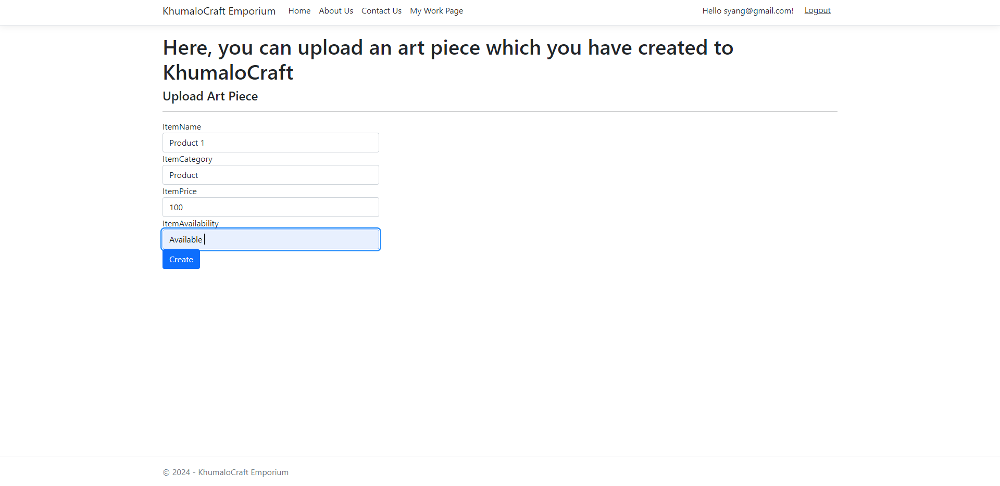 KhumaloCraft Emporium Home About Us Contact Us My Work Page Hello syang@gmail.com! Logout
Here, you can upload an art piece which you have created to
KhumaloCraft
Upload Art Piece
ItemName
Product 1
ItemCategory
Product
ItemPrice
100
ItemAvailability
Available
Create
© 2024 - KhumaloCraft Emporium